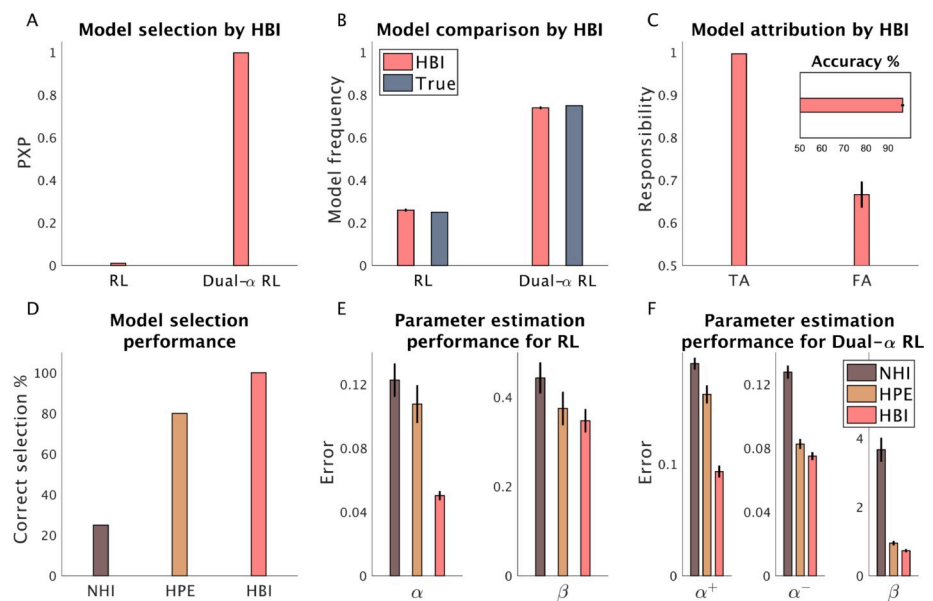 A
Model selection by HBI
PXP
1
0.8
0.6
0.4
0.2
0
RL
Dual-α RL
B
Model comparison by HBI
HBI
True
Model frequency
1
0.8
0.6
0.4
0.2
0
RL
Dual-α RL
C
Model attribution by HBI
Accuracy %
50 60 70 80 90
Responsibility
1
0.9
0.8
0.7
0.6
0.5
TA
FA
D
Model selection
performance
Correct selection %
100
80
60
40
20
0
NHI
HPE
HBI
E
Parameter estimation
performance for RL
Error
0.12
0.08
0.04
0
α
0.4
0.2
0
β
F
Parameter estimation
performance for Dual-α RL
NHI
HPE
HBI
Error
0.1
0
α⁺
0.12
0.08
0.04
0
α⁻
4
2
0
β